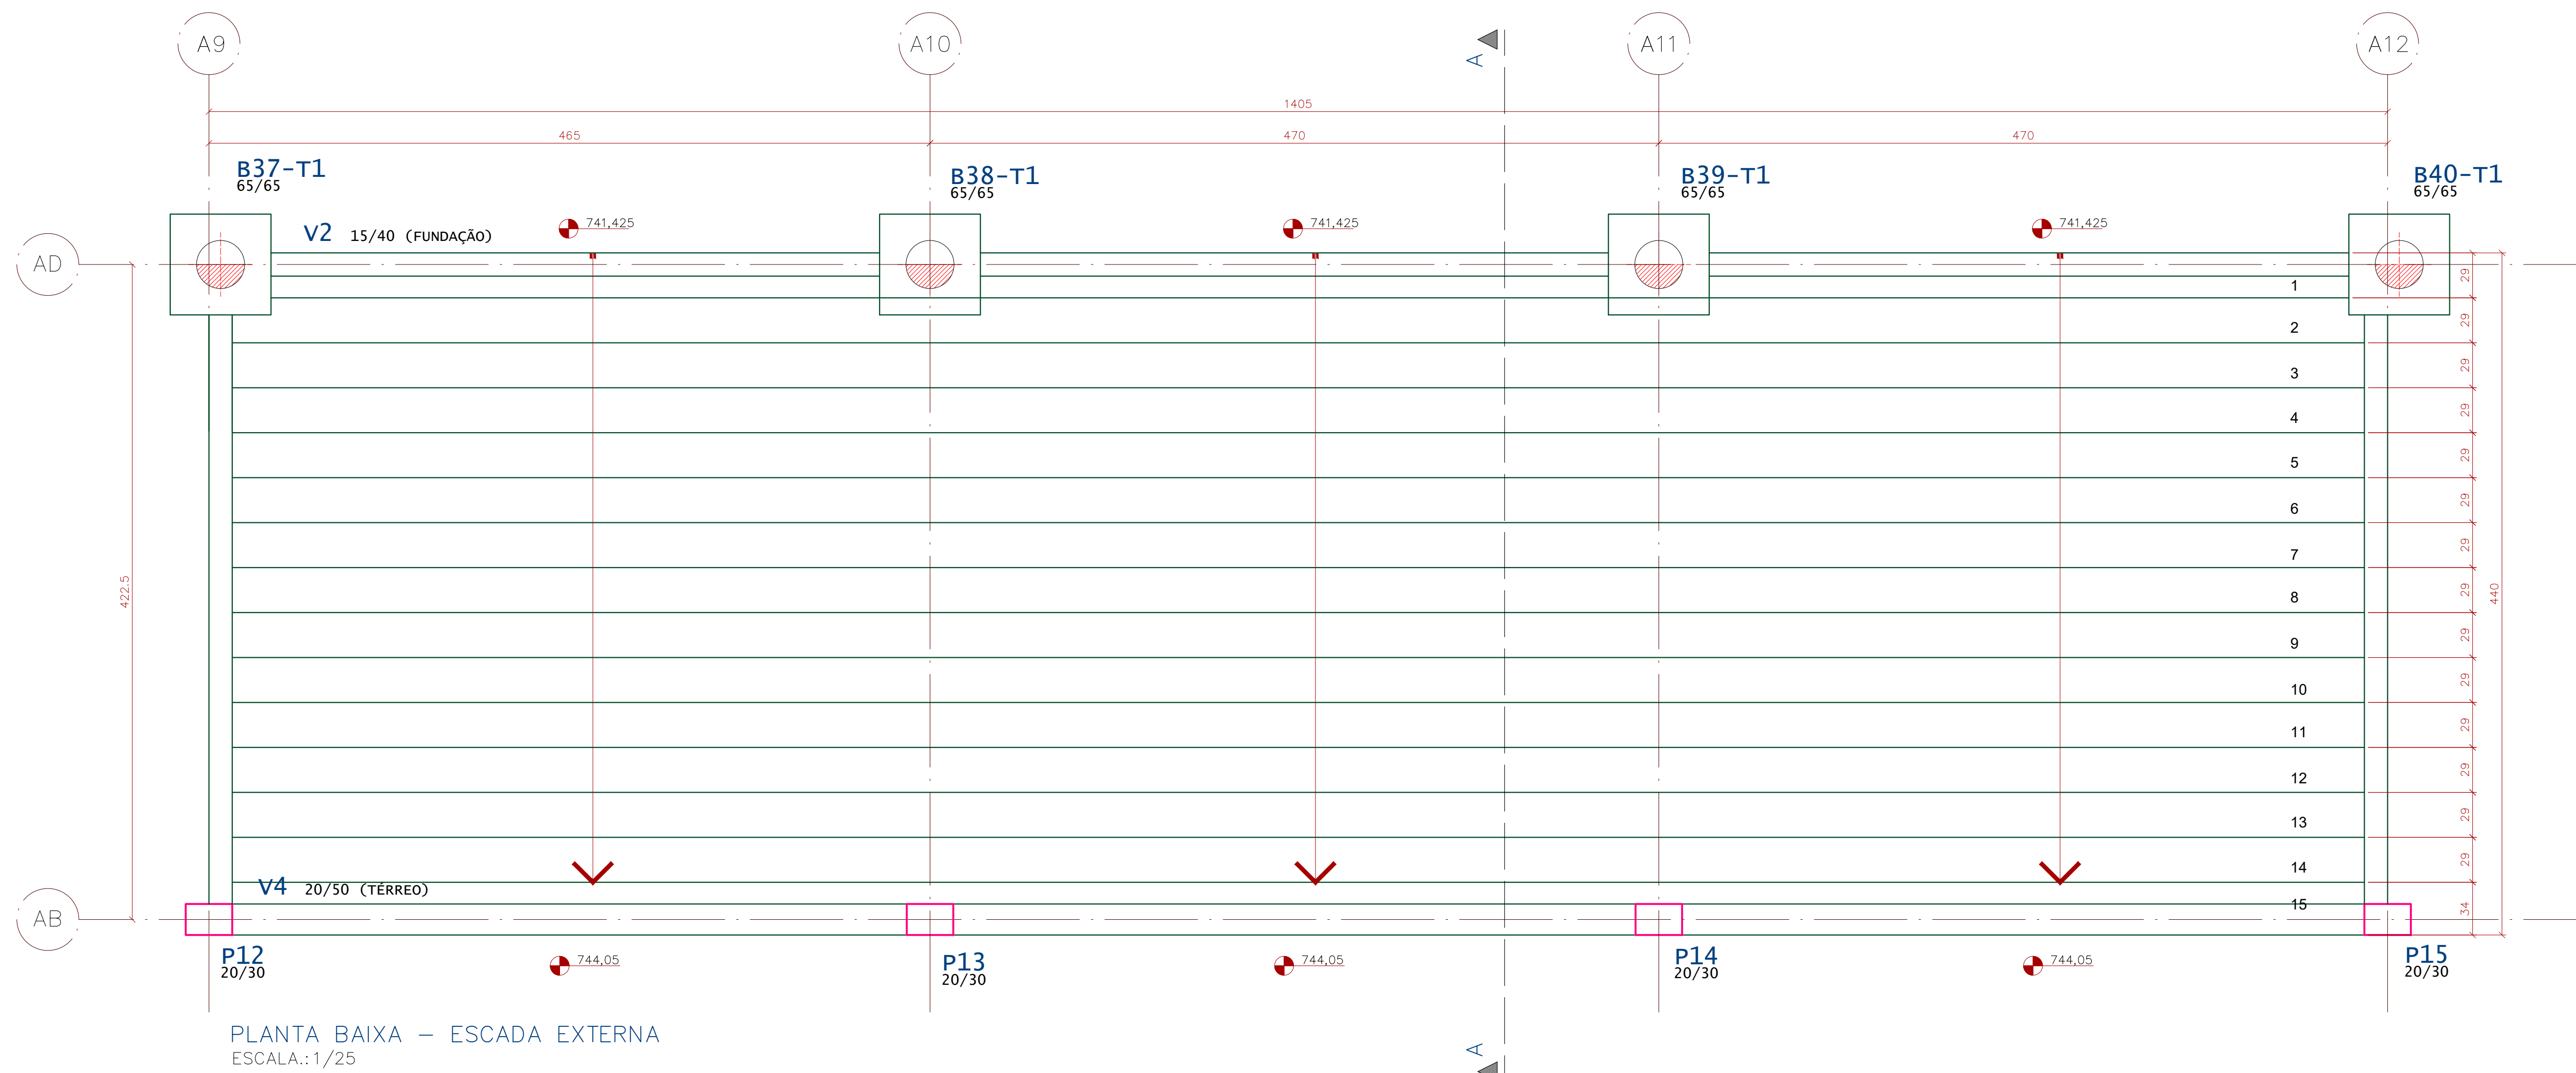 A9
A10
A
A11
A12
1405
465
470
470
B37-T1
65/65
B38-T1
65/65
B39-T1
65/65
B40-T1
65/65
V2 15/40 (FUNDAÇÃO)
741,425
741,425
741,425
AD
1
2
3
4
5
6
7
8
9
10
11
12
13
14
15
29
29
29
29
29
29
29
29
29
29
29
29
29
29
34
440
422.5
V4 20/50 (TÉRREO)
AB
P12
20/30
744,05
P13
20/30
744,05
P14
20/30
744,05
P15
20/30
PLANTA BAIXA – ESCADA EXTERNA
ESCALA.:1/25
A